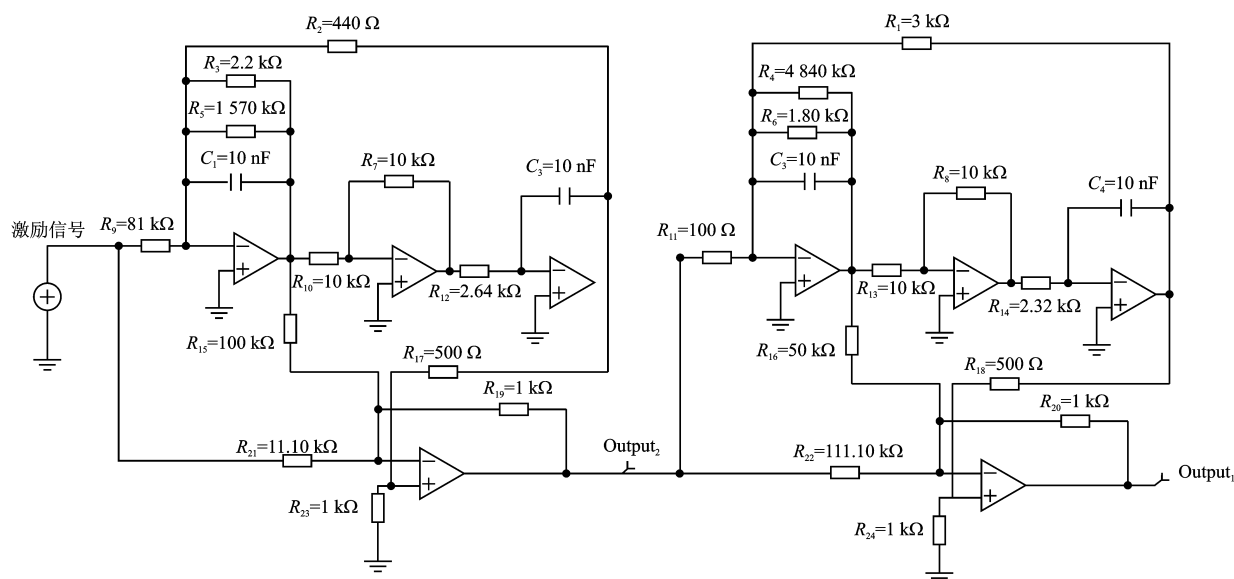 R₂=440 Ω
R₁=3 kΩ
R₃=2.2 kΩ
R₄=4 840 kΩ
R₅=1 570 kΩ
R₆=1.80 kΩ
C₁=10 nF
R₇=10 kΩ
C₃=10 nF
C₃=10 nF
R₈=10 kΩ
C₄=10 nF
激励信号
R₉=81 kΩ
R₁₁=100 Ω
R₁₀=10 kΩ
R₁₂=2.64 kΩ
R₁₃=10 kΩ
R₁₄=2.32 kΩ
R₁₅=100 kΩ
R₁₇=500 Ω
R₁₆=50 kΩ
R₁₈=500 Ω
R₁₉=1 kΩ
R₂₀=1 kΩ
R₂₁=11.10 kΩ
Output₂
R₂₂=111.10 kΩ
Output₁
R₂₃=1 kΩ
R₂₄=1 kΩ